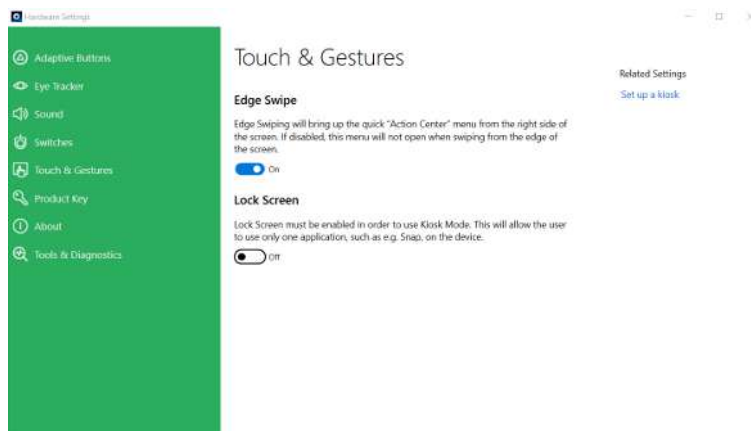 Hardware Settings
Adaptive Buttons
Eye Tracker
Sound
Switches
Touch & Gestures
Product Key
About
Tools & Diagnostics
Touch & Gestures
Edge Swipe
Edge Swiping will bring up the quick "Action Center" menu from the right side of
the screen. If disabled, this menu will not open when swiping from the edge of
the screen.
On
Lock Screen
Lock Screen must be enabled in order to use Kiosk Mode. This will allow the user
to use only one application, such as e.g. Snap, on the device.
Off
Related Settings
Set up a kiosk